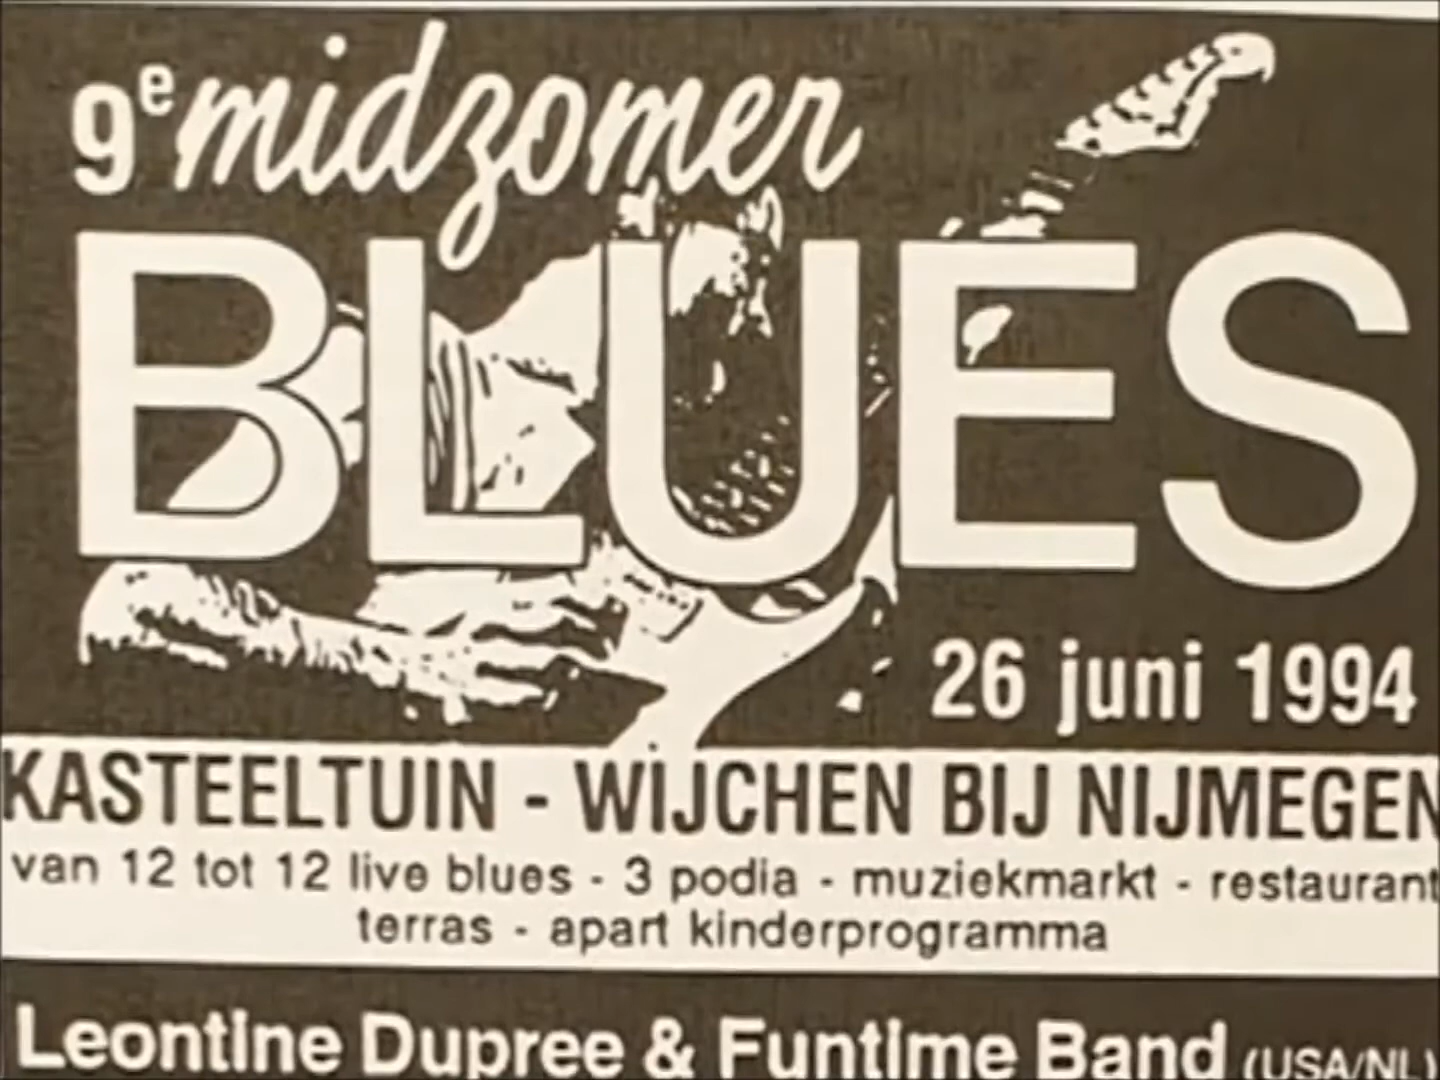 9e midzomer
BLUES
26 juni 1994
KASTEELTUIN - WIJCHEN BIJ NIJMEGEN
van 12 tot 12 live blues - 3 podia - muziekmarkt - restaurant
terras - apart kinderprogramma
Leontine Dupree & Funtime Band (USA/NL)